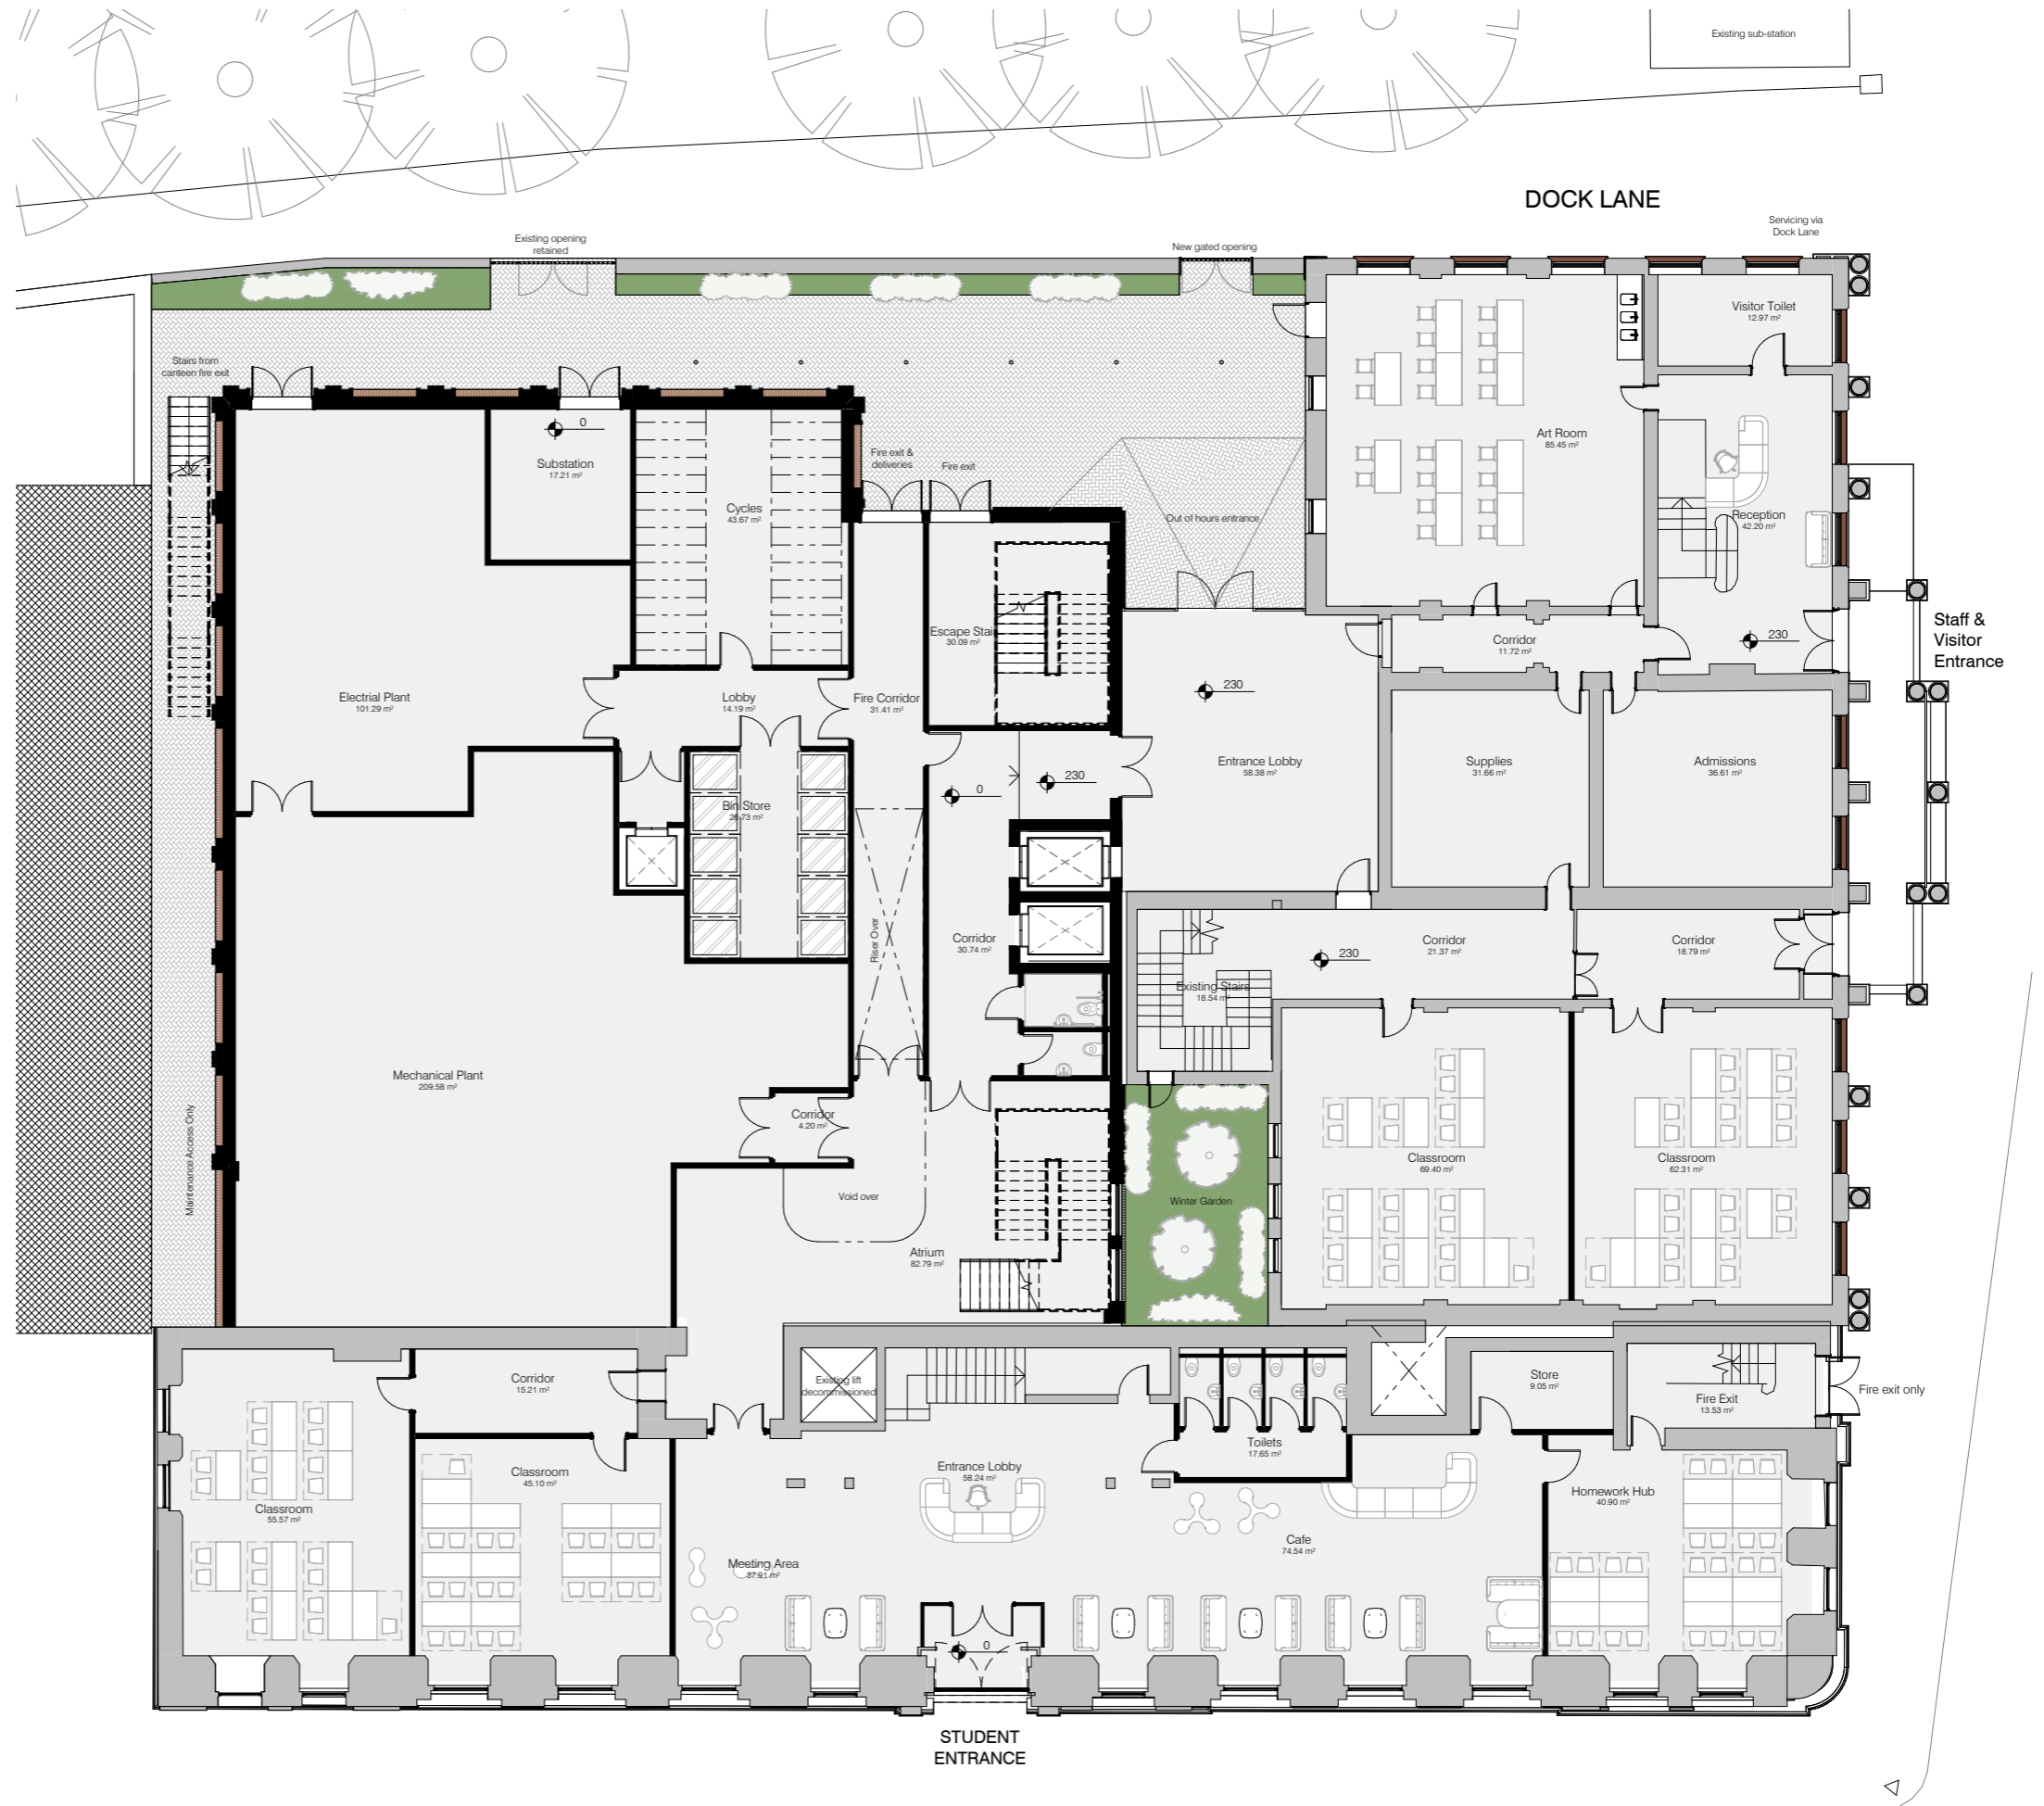 Existing sub-station
DOCK LANE
Servicing via
Dock Lane
Existing opening
retained
New gated opening
Visitor Toilet
12.97 m²
Stairs from
canteen fire exit
0
Substation
17.21 m²
Cycles
43.67 m²
Fire exit &
deliveries
Fire exit
Art Room
85.45 m²
Out of hours entrance
Reception
42.20 m²
Escape Stair
30.09 m²
Corridor
11.72 m²
230
Staff &
Visitor
Entrance
Electrial Plant
101.29 m²
Lobby
14.19 m²
Fire Corridor
31.41 m²
230
Entrance Lobby
58.38 m²
Supplies
31.66 m²
Admissions
36.61 m²
0
230
Bin Store
26.73 m²
Riser Over
Corridor
30.74 m²
230
Corridor
21.37 m²
Corridor
18.79 m²
Existing Stairs
18.54 m²
Mechanical Plant
209.58 m²
Corridor
4.20 m²
Maintenance Access Only
Void over
Winter Garden
Classroom
69.40 m²
Classroom
62.31 m²
Atrium
82.79 m²
Corridor
15.21 m²
Existing lift
decommissioned
Store
9.05 m²
Fire Exit
13.53 m²
Fire exit only
Toilets
17.65 m²
Classroom
45.10 m²
Entrance Lobby
58.24 m²
Homework Hub
40.90 m²
Classroom
55.57 m²
Cafe
74.54 m²
Meeting Area
37.91 m²
0
STUDENT
ENTRANCE